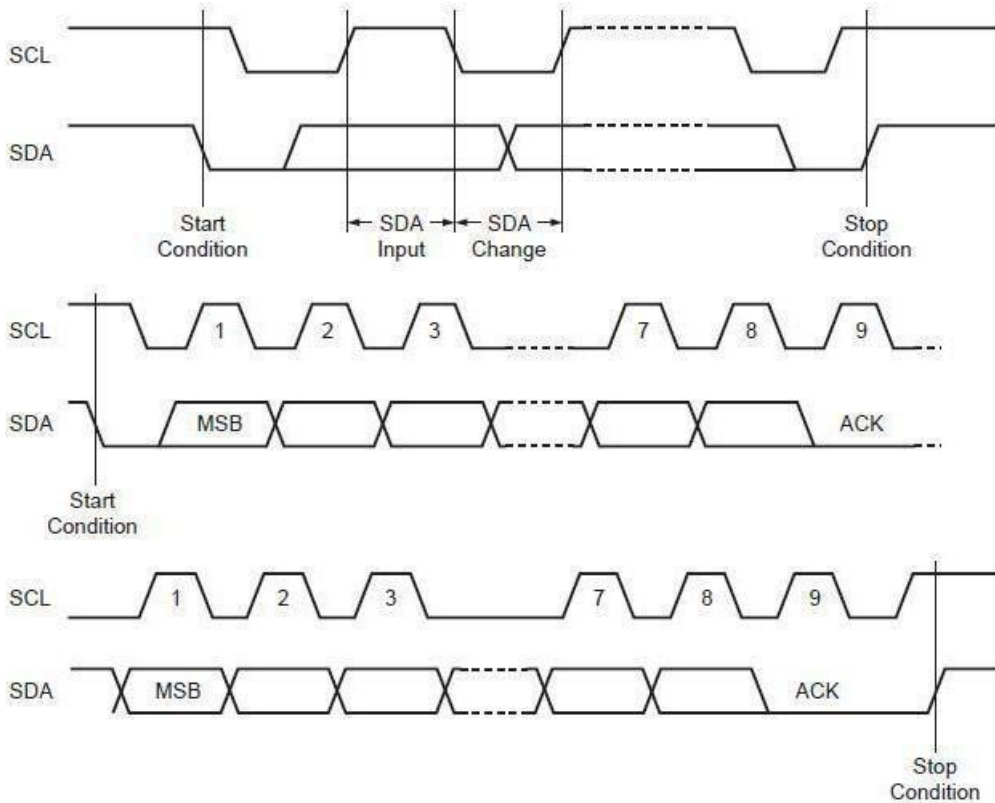 SCL
SDA
Start
Condition
SDA
Input
SDA
Change
Stop
Condition
SCL
1 2 3 7 8 9
SDA
MSB ACK
Start
Condition
SCL
1 2 3 7 8 9
SDA
MSB ACK
Stop
Condition